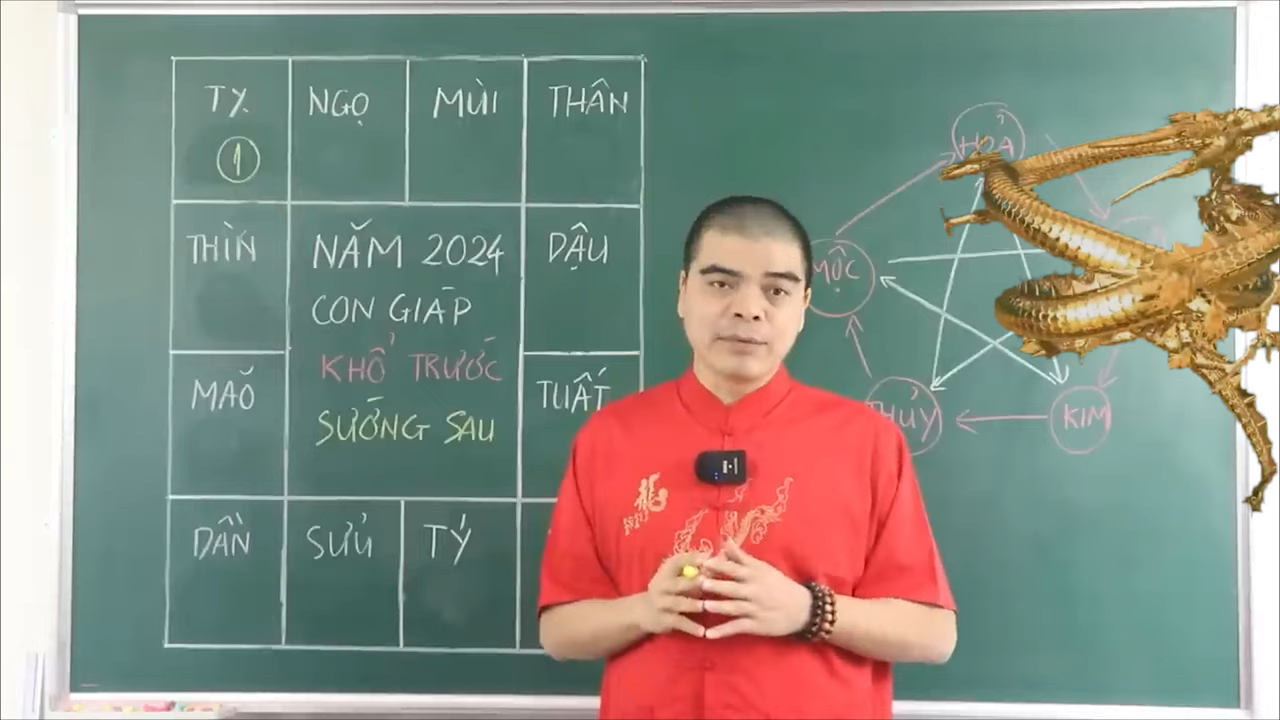 TỴ
NGỌ
MÙI
THÂN
1
THÌN
NĂM 2024
DẬU
CON GIÁP
KHỔ TRƯỚC
SƯỚNG SAU
MÃO
TUẤT
DẦN
SỬU
TÝ
HỎA
MỘC
THỦY
KIM
龍